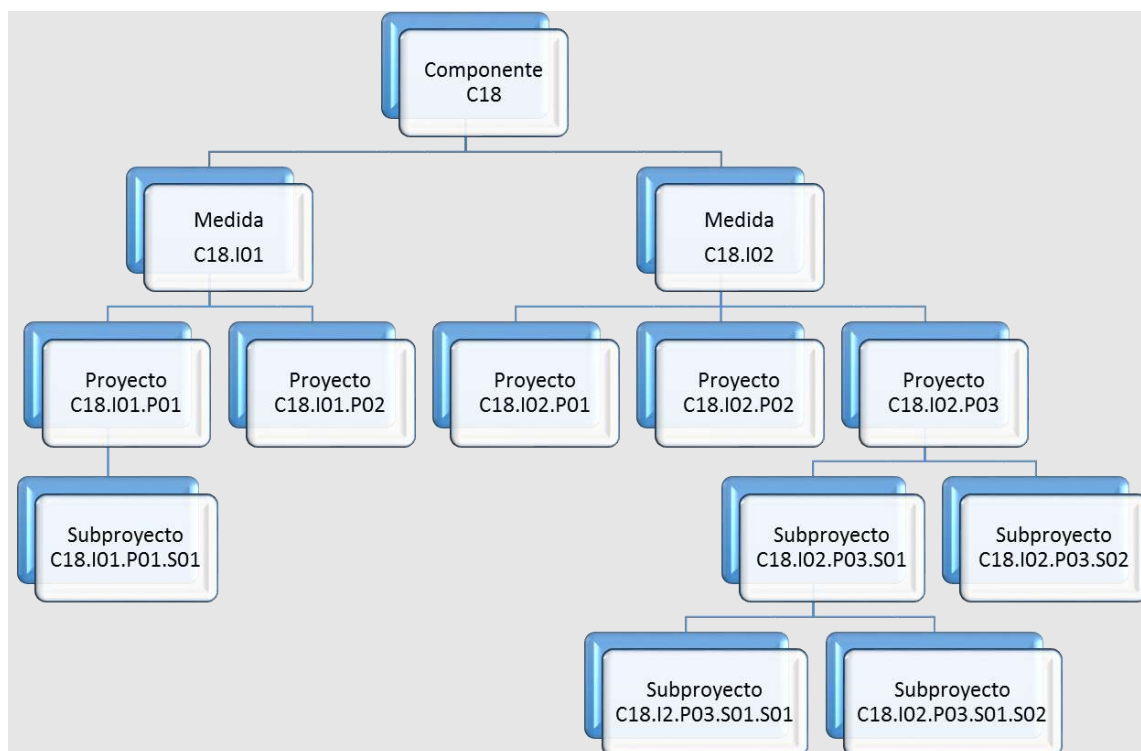 Componente
C18
Medida
C18.I01
Medida
C18.I02
Proyecto
C18.I01.P01
Proyecto
C18.I01.P02
Proyecto
C18.I02.P01
Proyecto
C18.I02.P02
Proyecto
C18.I02.P03
Subproyecto
C18.I01.P01.S01
Subproyecto
C18.I02.P03.S01
Subproyecto
C18.I02.P03.S02
Subproyecto
C18.I2.P03.S01.S01
Subproyecto
C18.I02.P03.S01.S02